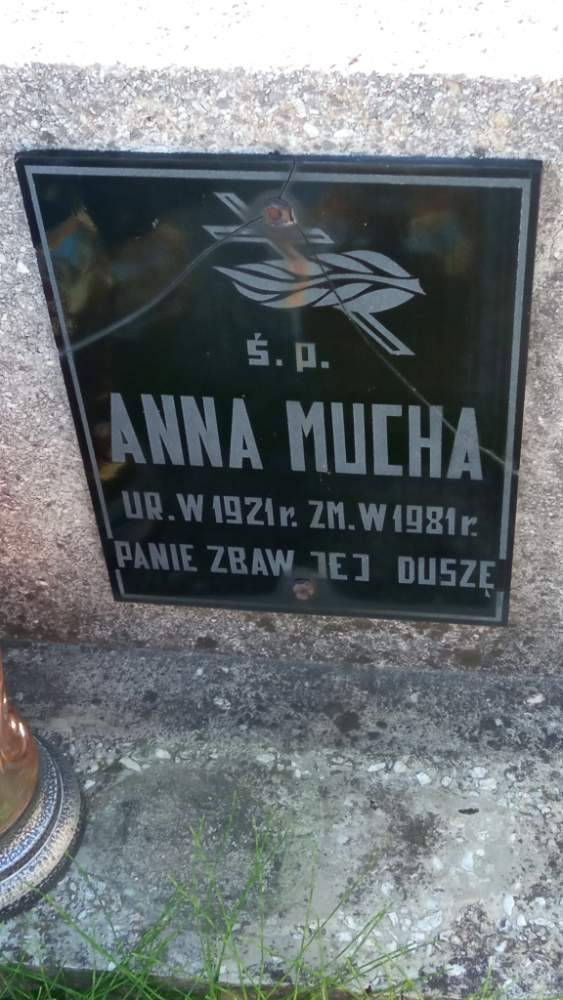 Ś. P.
ANNA MUCHA
UR. W 1921 r. ZM. W 1981 r.
PANIE ZBAW JEJ DUSZĘ